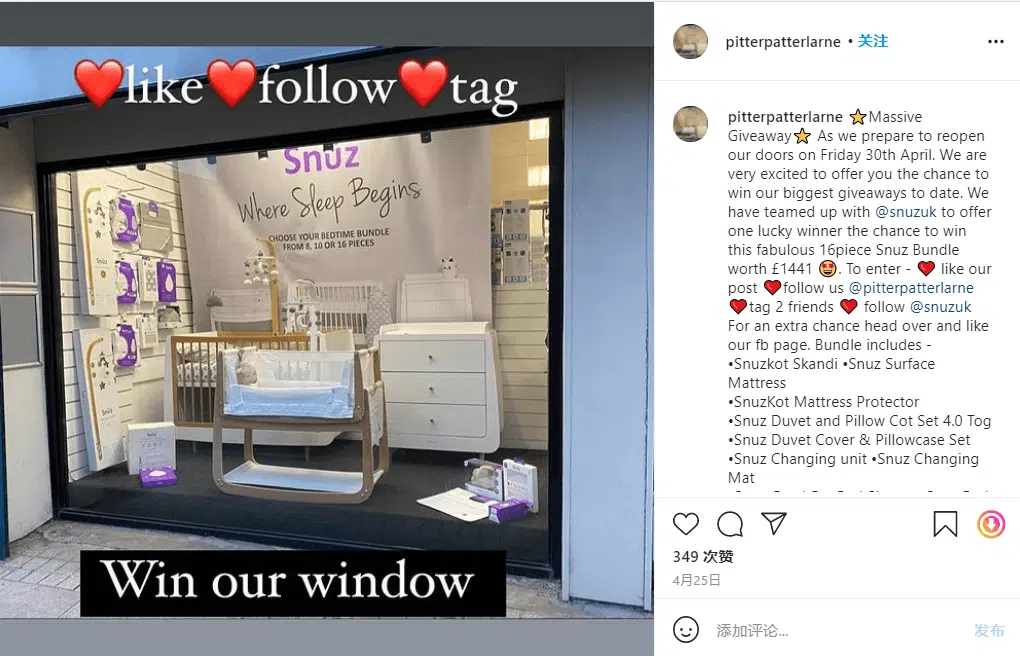 ❤️like❤️follow❤️tag
Snüz
Where Sleep Begins
CHOOSE YOUR BEDTIME BUNDLE
FROM 8, 10 OR 16 PIECES
Win our window
pitterpatterlarne • 关注
pitterpatterlarne ⭐Massive
Giveaway⭐ As we prepare to reopen
our doors on Friday 30th April. We are
very excited to offer you the chance to
win our biggest giveaways to date. We
have teamed up with @snuzuk to offer
one lucky winner the chance to win
this fabulous 16piece Snuz Bundle
worth £1441 🤩. To enter - ❤️ like our
post ❤️follow us @pitterpatterlarne
❤️tag 2 friends ❤️ follow @snuzuk
For an extra chance head over and like
our fb page. Bundle includes -
•Snuzkot Skandi •Snuz Surface
Mattress
•SnuzKot Mattress Protector
•Snuz Duvet and Pillow Cot Set 4.0 Tog
•Snuz Duvet Cover & Pillowcase Set
•Snuz Changing unit •Snuz Changing
Mat
349 次赞
4月25日
添加评论...
发布